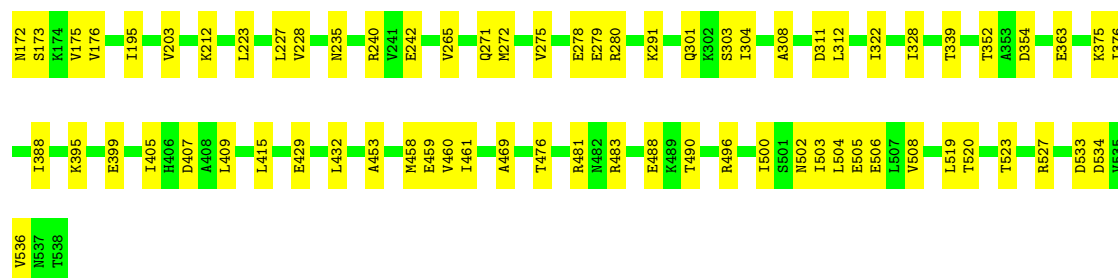 N172 S173 K174 V175 V176 I195 V203 K212 L223 L227 V228 N235 R240 V241 E242 V265 Q271 M272 V275 E278 E279 R280 K291 Q301 K302 S303 I304 A308 D311 L312 I322 I328 T339 T352 A353 D354 E363 K375
I388 K395 E399 I405 H406 D407 A408 L409 L415 E429 L432 A453 M458 E459 V460 I461 A469 T476 R481 N482 R483 E488 K489 T490 R496 I500 S501 N502 I503 L504 E505 E506 L507 V508 L519 T520 T523 R527 D533 D534
V536 N537 T538